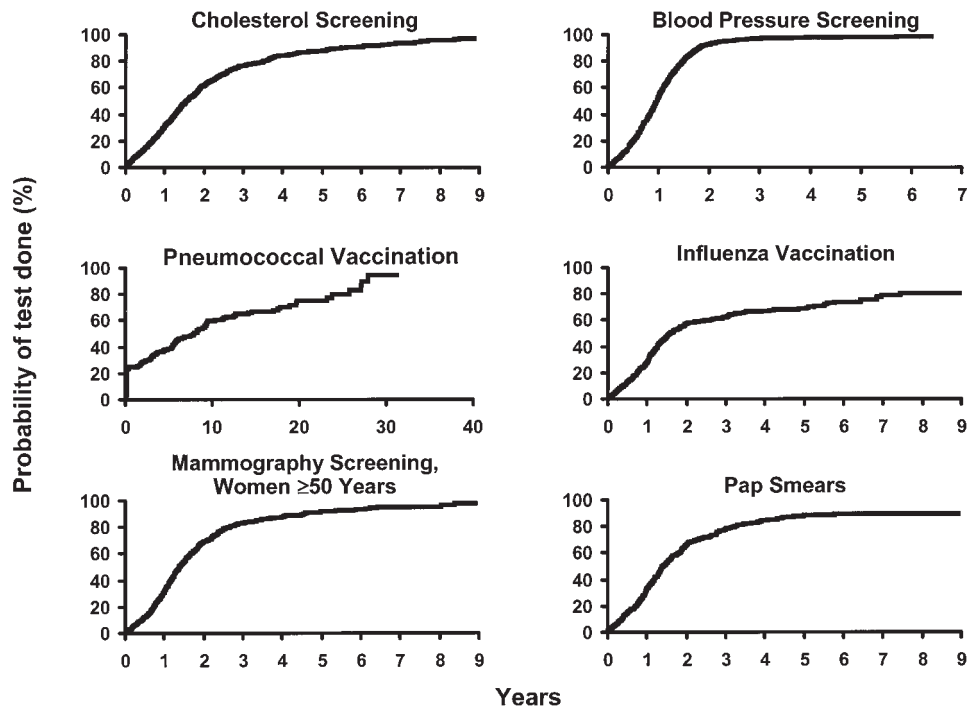 Probability of test done (%)
Cholesterol Screening
100
80
60
40
20
0
0 1 2 3 4 5 6 7 8 9
Blood Pressure Screening
100
80
60
40
20
0
0 1 2 3 4 5 6 7
Pneumococcal Vaccination
100
80
60
40
20
0
0 10 20 30 40
Influenza Vaccination
100
80
60
40
20
0
0 1 2 3 4 5 6 7 8 9
Mammography Screening,
Women ≥50 Years
100
80
60
40
20
0
0 1 2 3 4 5 6 7 8 9
Pap Smears
100
80
60
40
20
0
0 1 2 3 4 5 6 7 8 9
Years